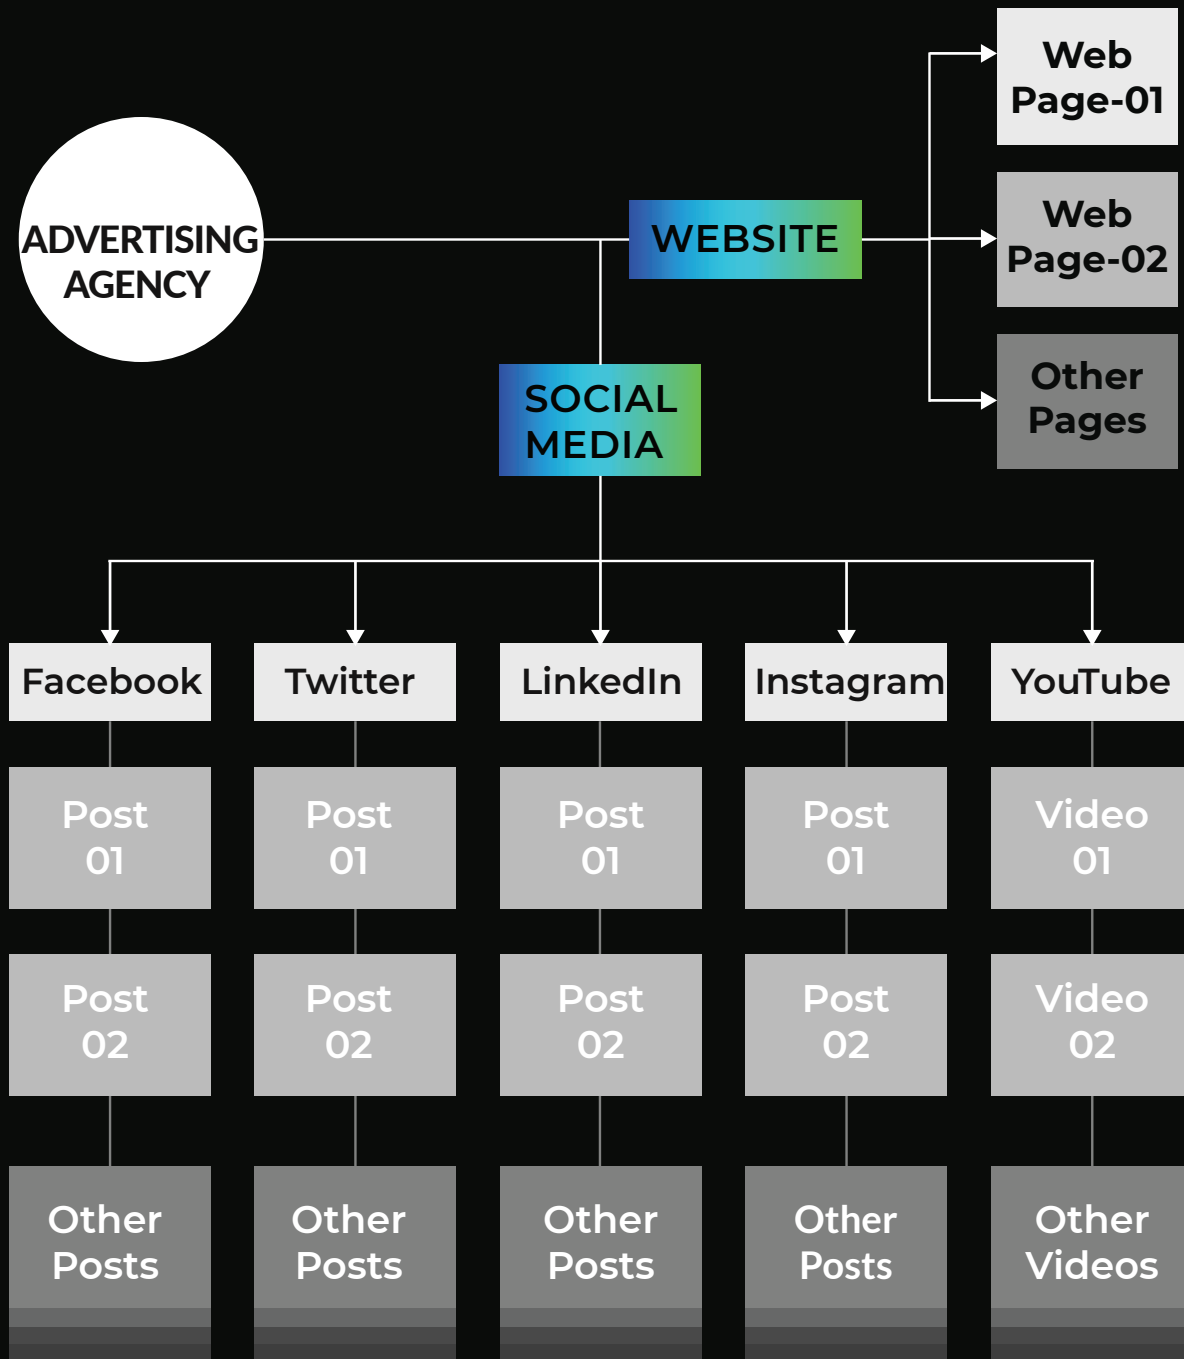 Web
Page-01
ADVERTISING
AGENCY
WEBSITE
Web
Page-02
SOCIAL
MEDIA
Other
Pages
Facebook
Twitter
LinkedIn
Instagram
YouTube
Post
01
Post
01
Post
01
Post
01
Video
01
Post
02
Post
02
Post
02
Post
02
Video
02
Other
Posts
Other
Posts
Other
Posts
Other
Posts
Other
Videos